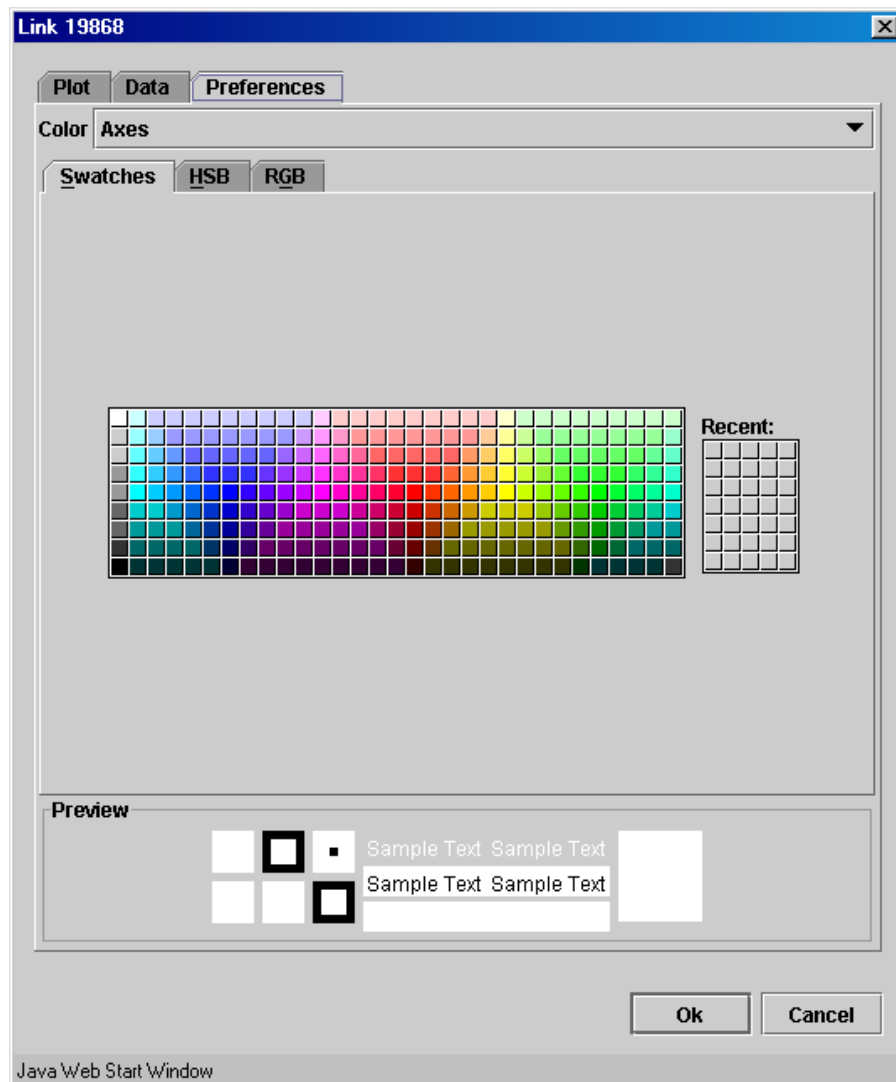 Link 19868
Plot Data Preferences
Color Axes
Swatches HSB RGB
Recent:
Preview
Sample Text Sample Text
Sample Text Sample Text
Ok Cancel
Java Web Start Window